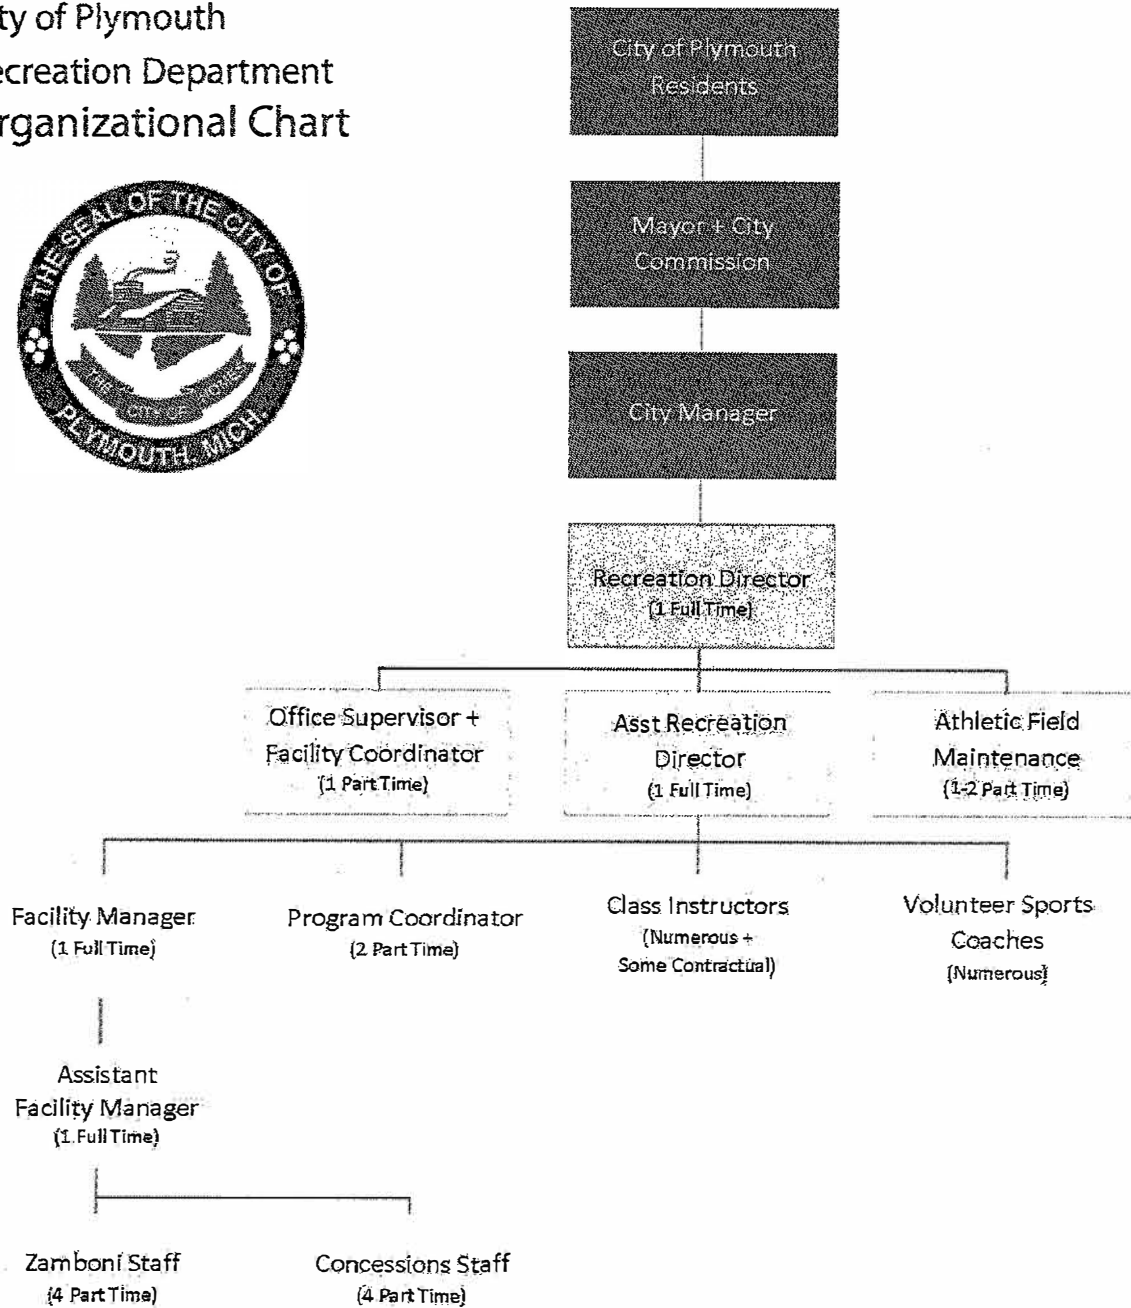 ty of Plymouth
ecreation Department
rganizational Chart
THE SEAL OF THE CITY OF
PLYMOUTH, MICH.
THE
CITY OF
HOMES
City of Plymouth
Residents
Mayor + City
Commission
City Manager
Recreation Director
(1 Full Time)
Office Supervisor +
Facility Coordinator
(1 Part Time)
Asst Recreation
Director
(1 Full Time)
Athletic Field
Maintenance
(1-2 Part Time)
Facility Manager
(1 Full Time)
Program Coordinator
(2 Part Time)
Class Instructors
(Numerous +
Some Contractual)
Volunteer Sports
Coaches
(Numerous)
Assistant
Facility Manager
(1 Full Time)
Zamboni Staff
(4 Part Time)
Concessions Staff
(4 Part Time)